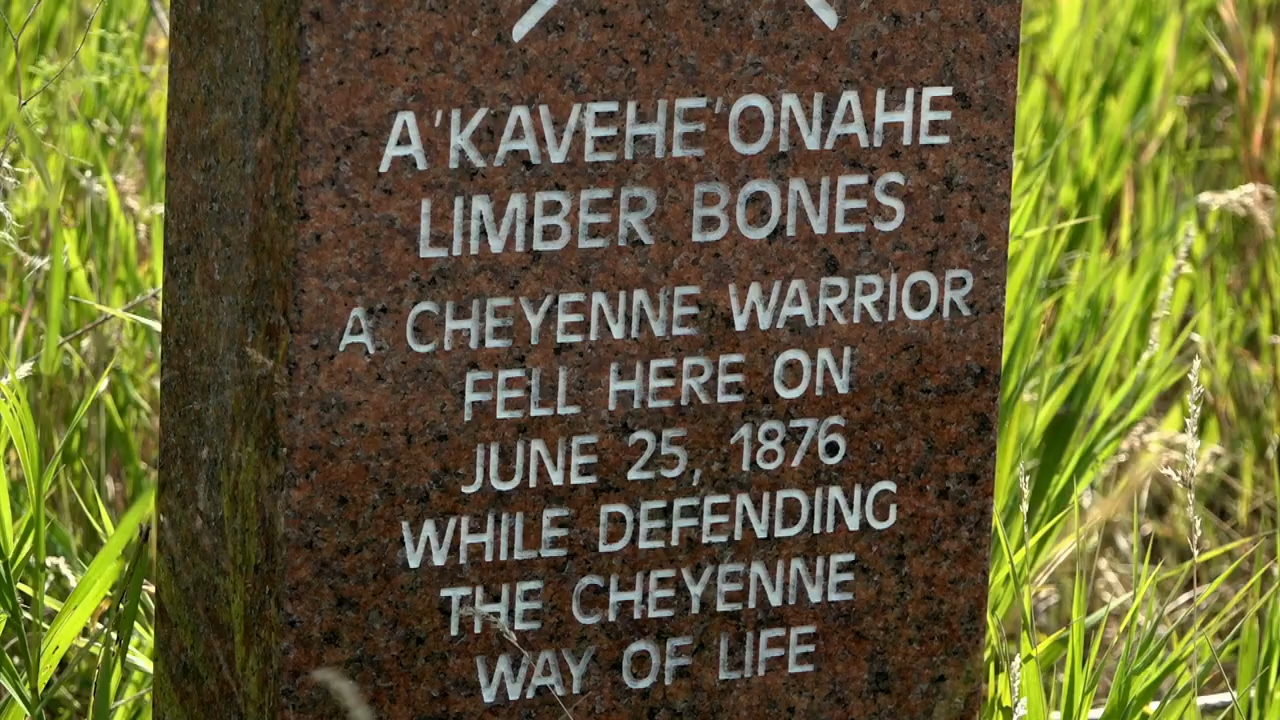 A'KAVEHE'ONAHE
LIMBER BONES
A CHEYENNE WARRIOR
FELL HERE ON
JUNE 25, 1876
WHILE DEFENDING
THE CHEYENNE
WAY OF LIFE